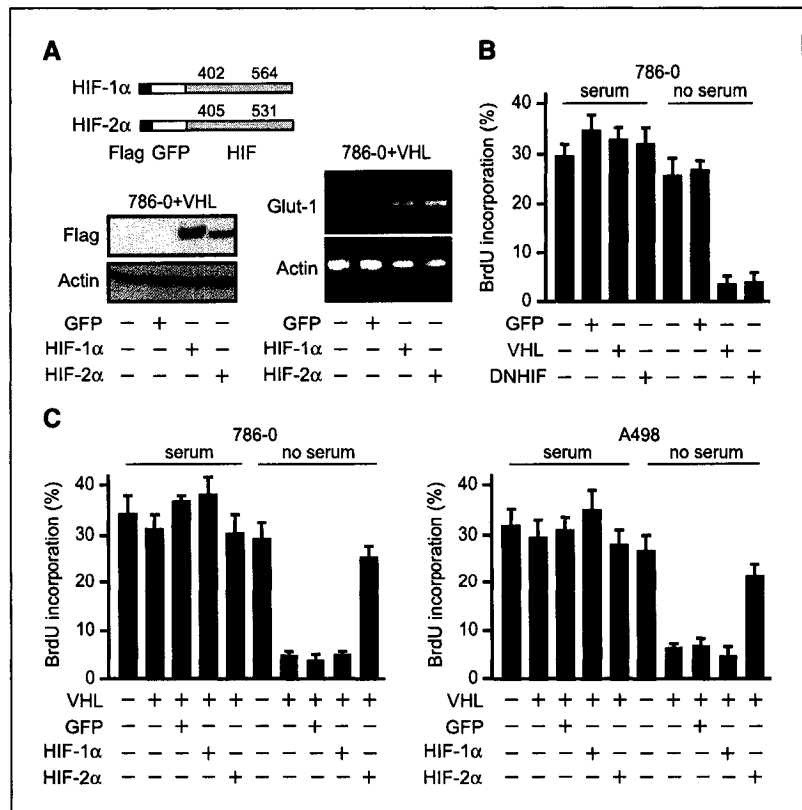 A
402 564
HIF-1α
405 531
HIF-2α
Flag GFP HIF
786-0+VHL
Flag
Actin
GFP − + − −
HIF-1α − − + −
HIF-2α − − − +
786-0+VHL
Glut-1
Actin
GFP − + − −
HIF-1α − − + −
HIF-2α − − − +
B
786-0
serum no serum
BrdU incorporation (%)
40
30
20
10
0
GFP − + − − − + − −
VHL − − + − − − + −
DNHIF − − − + − − − +
C
786-0
serum no serum
BrdU incorporation (%)
40
30
20
10
0
VHL − + + + + − + + + +
GFP − − + − − − − + − −
HIF-1α − − − + − − − − + −
HIF-2α − − − − + − − − − +
A498
serum no serum
BrdU incorporation (%)
40
30
20
10
0
VHL − + + + + − + + + +
GFP − − + − − − − + − −
HIF-1α − − − + − − − − + −
HIF-2α − − − − + − − − − +